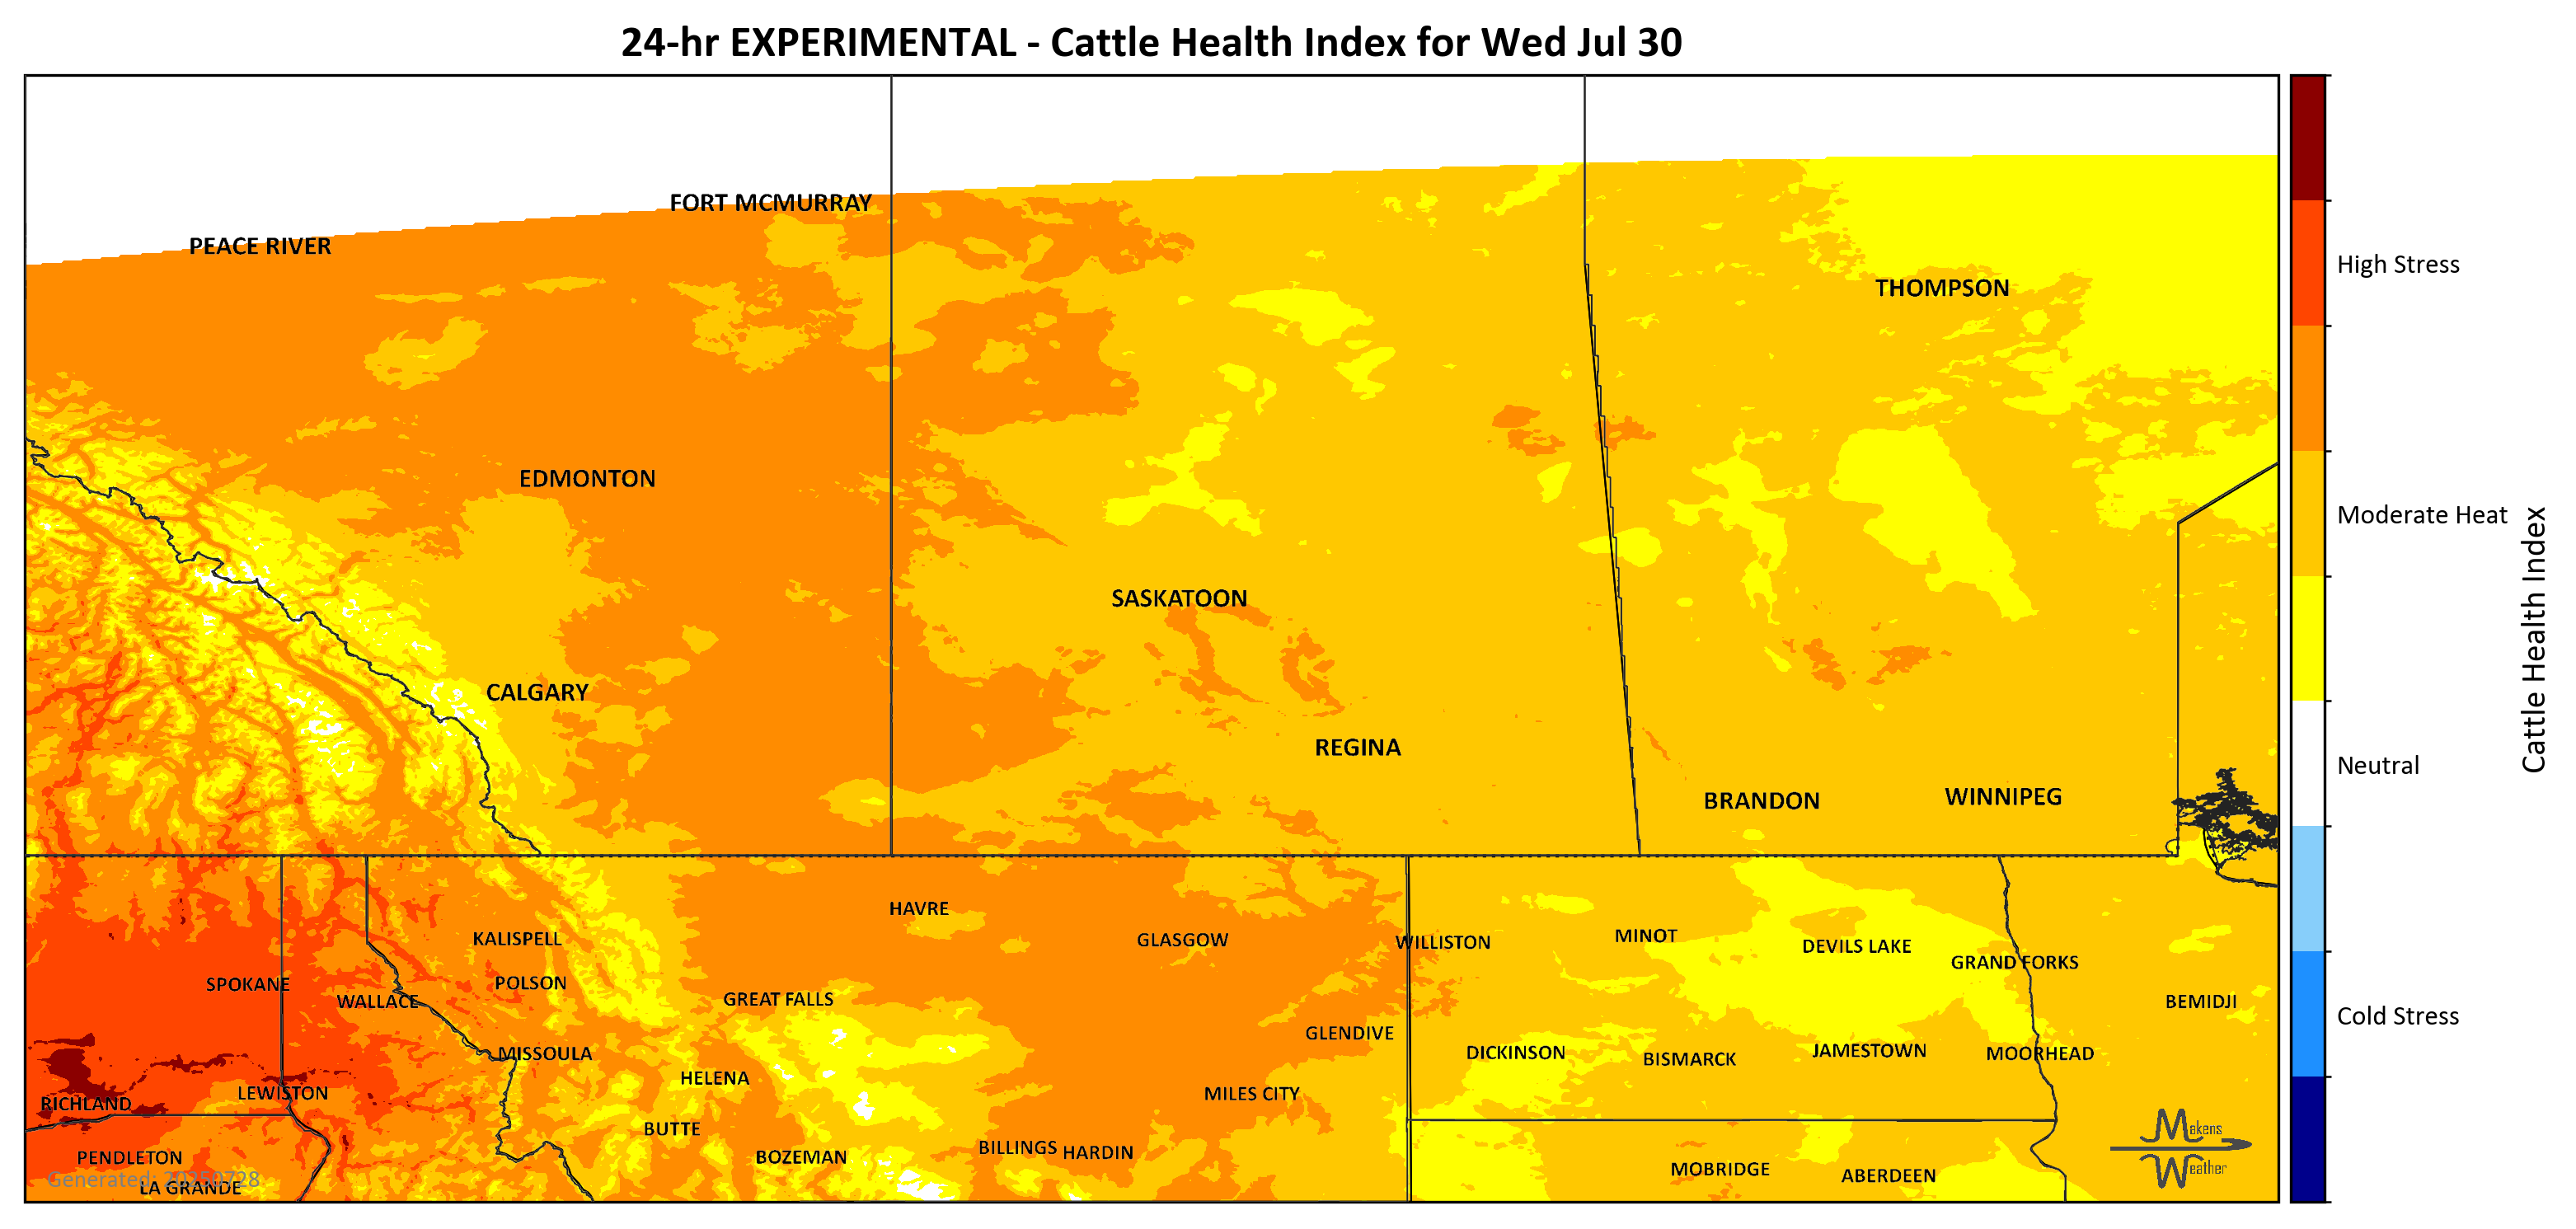 24-hr EXPERIMENTAL - Cattle Health Index for Wed Jul 30
FORT MCMURRAY
PEACE RIVER
THOMPSON
High Stress
EDMONTON
Moderate Heat
SASKATOON
CALGARY
REGINA
Neutral
BRANDON
WINNIPEG
Cattle Health Index
HAVRE
KALISPELL
GLASGOW
WILLISTON
MINOT
DEVILS LAKE
GRAND FORKS
SPOKANE
POLSON
WALLACE
GREAT FALLS
BEMIDJI
Cold Stress
GLENDIVE
MISSOULA
DICKINSON
BISMARCK
JAMESTOWN
MOORHEAD
HELENA
LEWISTON
RICHLAND
MILES CITY
BUTTE
BILLINGS
HARDIN
BOZEMAN
PENDLETON
MOBRIDGE
ABERDEEN
Makens
Weather
Generated: 20250728
LA GRANDE